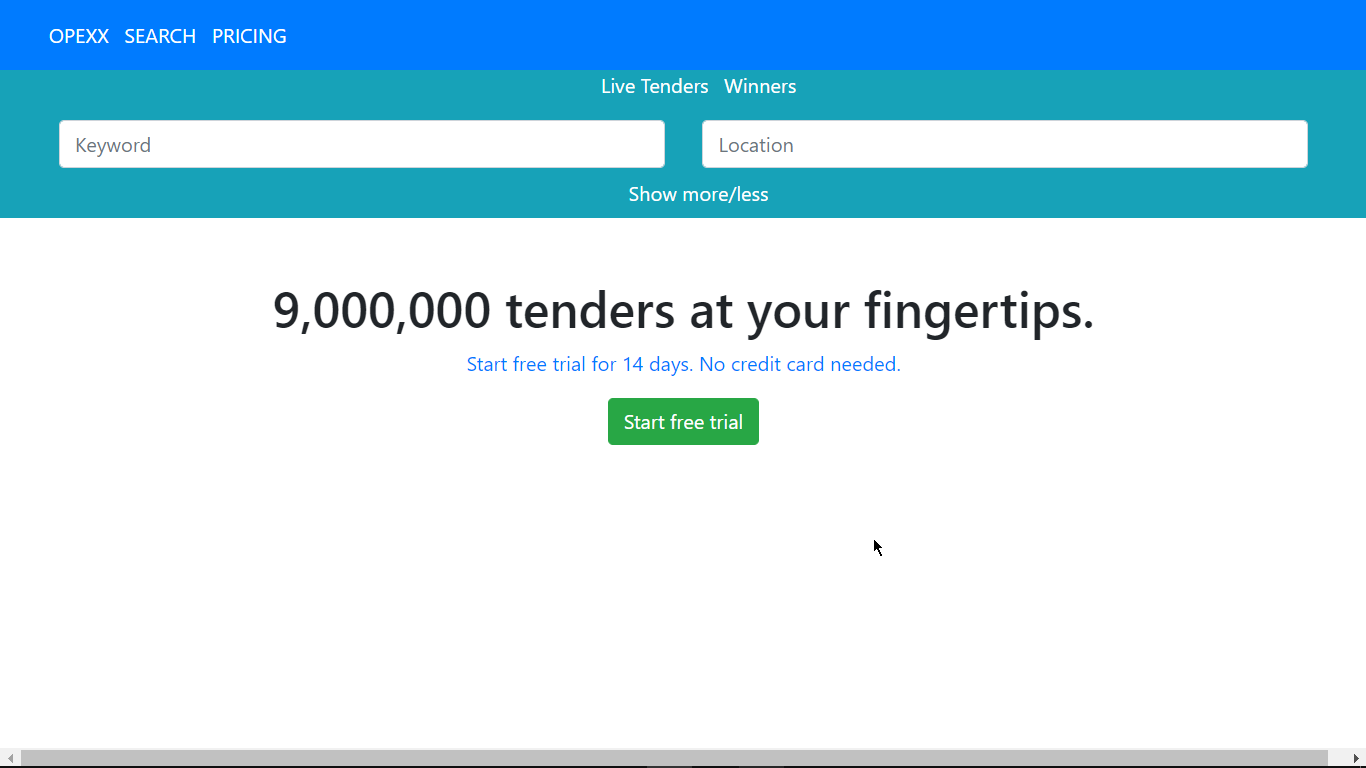 OPEXX SEARCH PRICING
Live Tenders Winners
Keyword Location
Show more/less
9,000,000 tenders at your fingertips.
Start free trial for 14 days. No credit card needed.
Start free trial